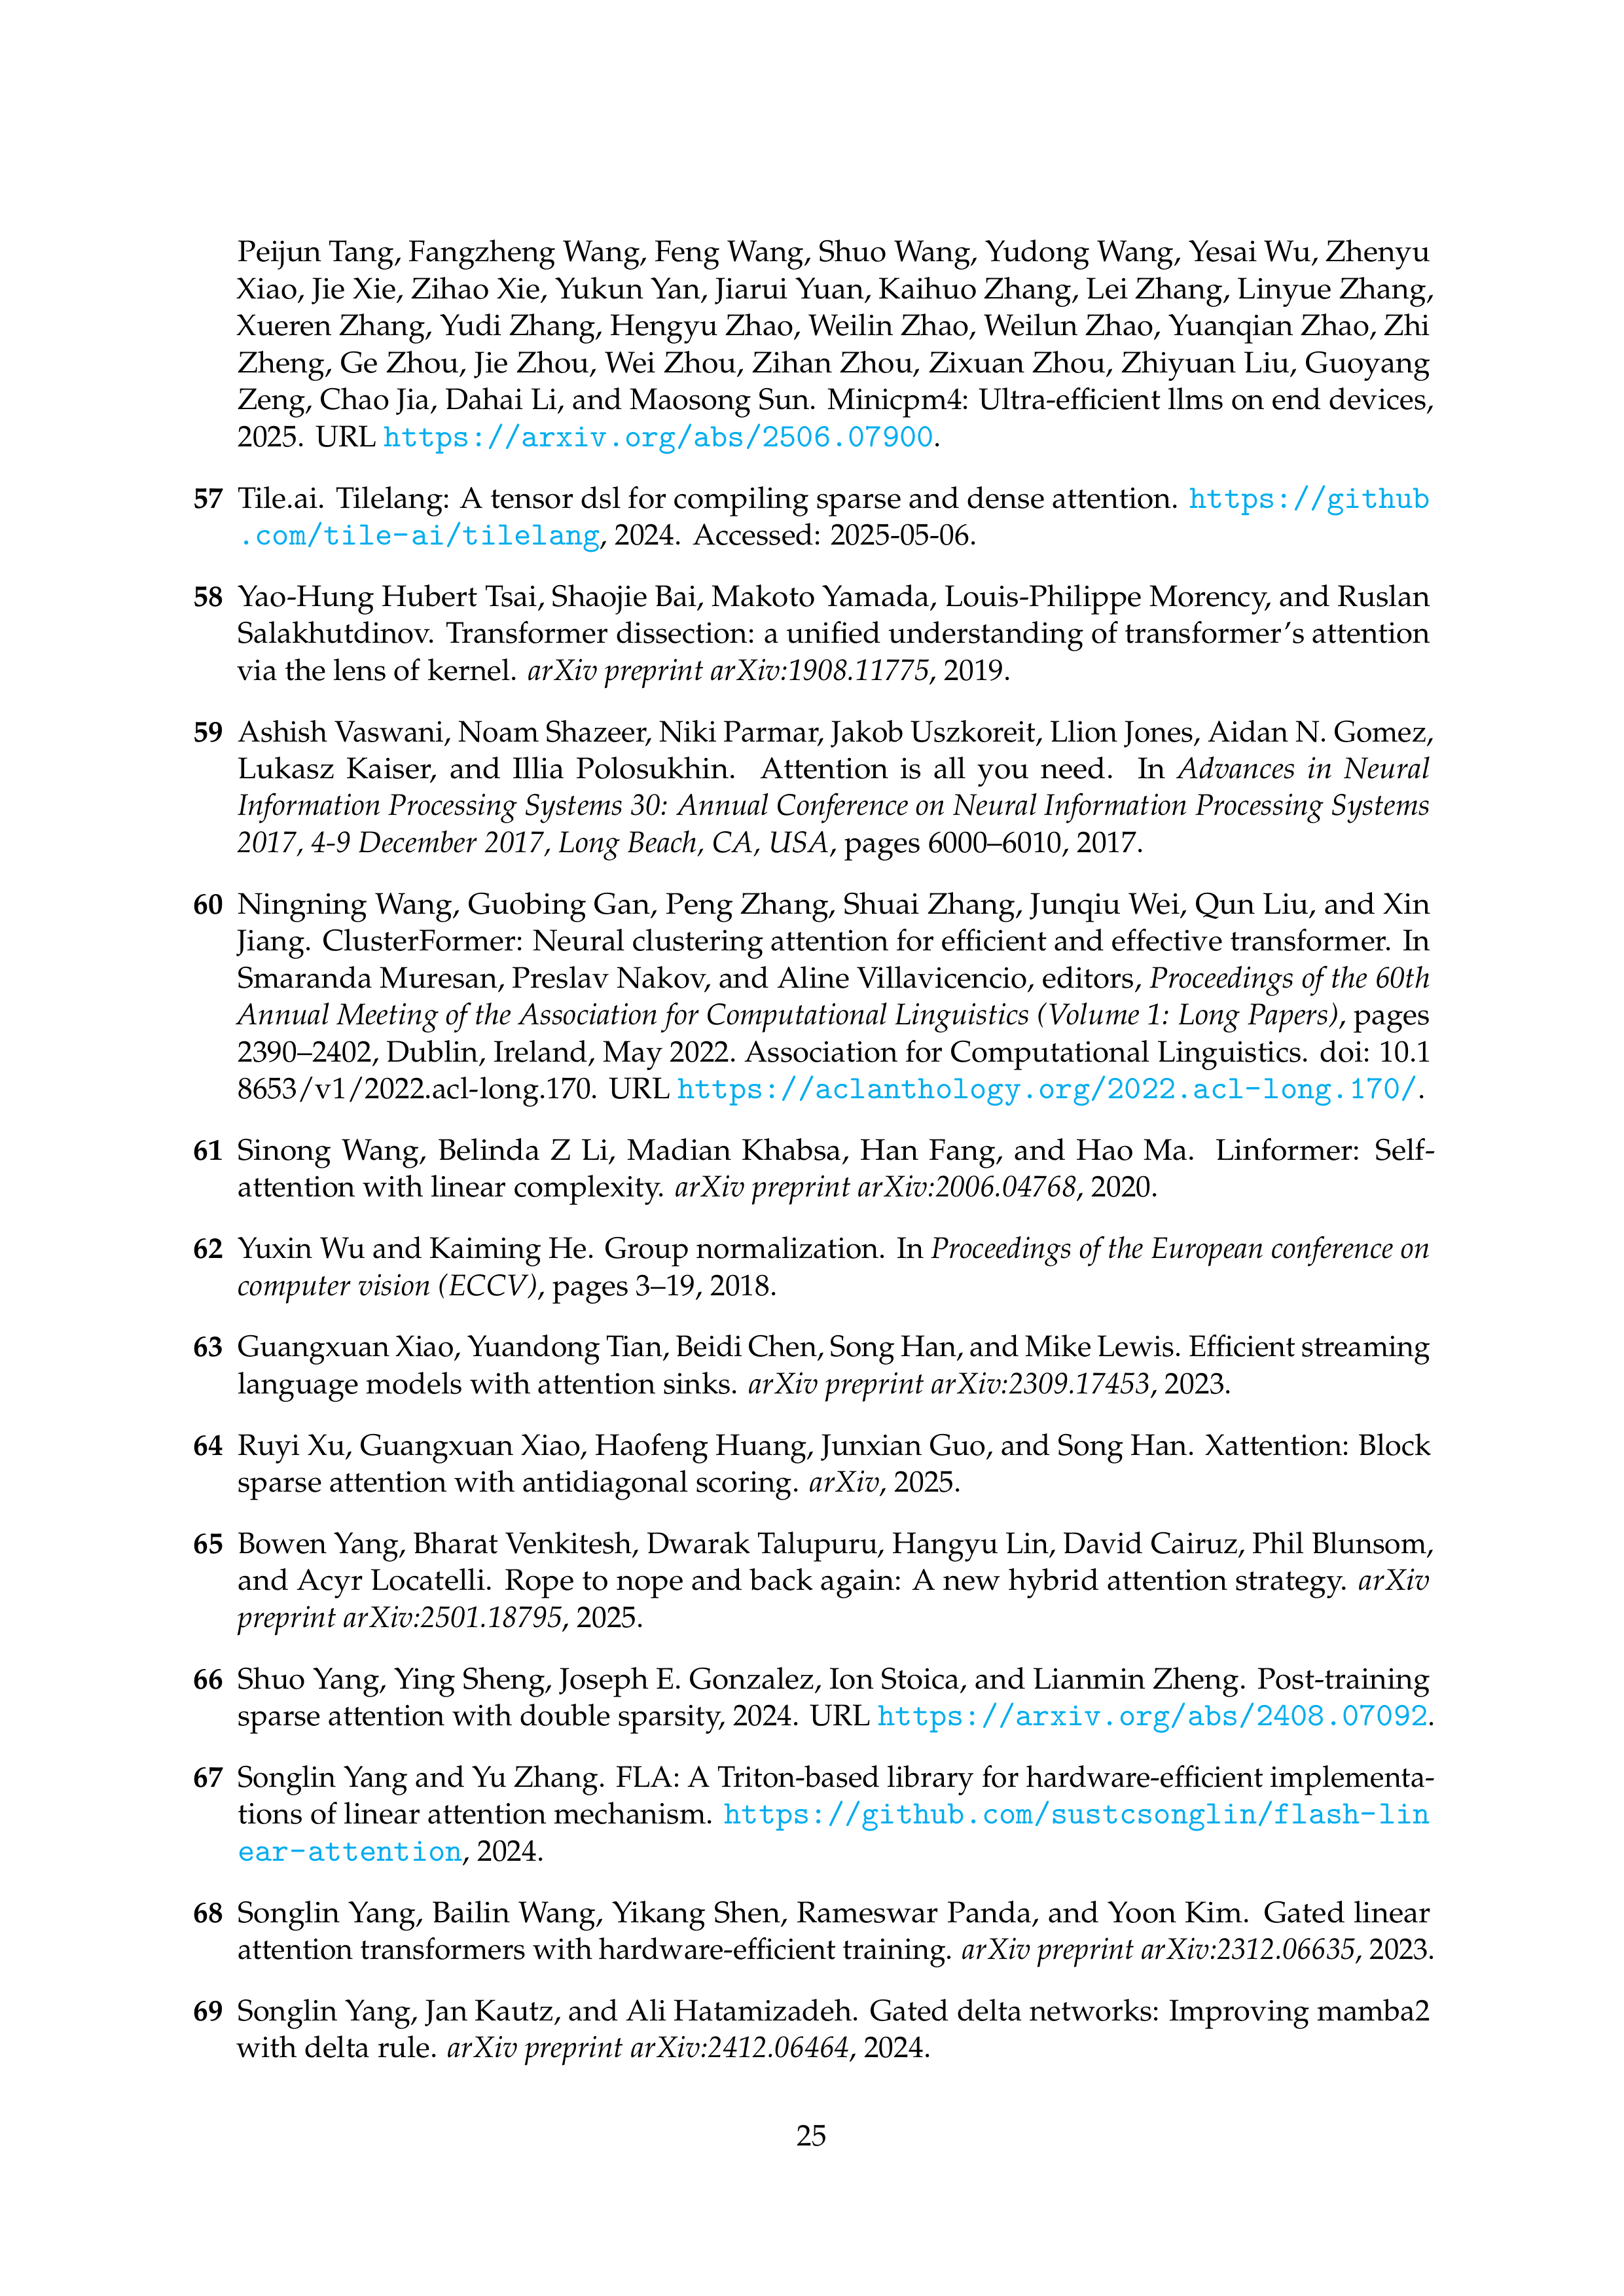 Peijun Tang, Fangzheng Wang, Feng Wang, Shuo Wang, Yudong Wang, Yesai Wu, Zhenyu
Xiao, Jie Xie, Zihao Xie, Yukun Yan, Jiarui Yuan, Kaihuo Zhang, Lei Zhang, Linyue Zhang,
Xueren Zhang, Yudi Zhang, Hengyu Zhao, Weilin Zhao, Weilun Zhao, Yuanqian Zhao, Zhi
Zheng, Ge Zhou, Jie Zhou, Wei Zhou, Zihan Zhou, Zixuan Zhou, Zhiyuan Liu, Guoyang
Zeng, Chao Jia, Dahai Li, and Maosong Sun. Minicpm4: Ultra-efficient llms on end devices,
2025. URL https://arxiv.org/abs/2506.07900.
57 Tile.ai. Tilelang: A tensor dsl for compiling sparse and dense attention. https://github
.com/tile-ai/tilelang, 2024. Accessed: 2025-05-06.
58 Yao-Hung Hubert Tsai, Shaojie Bai, Makoto Yamada, Louis-Philippe Morency, and Ruslan
Salakhutdinov. Transformer dissection: a unified understanding of transformer's attention
via the lens of kernel. arXiv preprint arXiv:1908.11775, 2019.
59 Ashish Vaswani, Noam Shazeer, Niki Parmar, Jakob Uszkoreit, Llion Jones, Aidan N. Gomez,
Lukasz Kaiser, and Illia Polosukhin. Attention is all you need. In Advances in Neural
Information Processing Systems 30: Annual Conference on Neural Information Processing Systems
2017, 4-9 December 2017, Long Beach, CA, USA, pages 6000–6010, 2017.
60 Ningning Wang, Guobing Gan, Peng Zhang, Shuai Zhang, Junqiu Wei, Qun Liu, and Xin
Jiang. ClusterFormer: Neural clustering attention for efficient and effective transformer. In
Smaranda Muresan, Preslav Nakov, and Aline Villavicencio, editors, Proceedings of the 60th
Annual Meeting of the Association for Computational Linguistics (Volume 1: Long Papers), pages
2390–2402, Dublin, Ireland, May 2022. Association for Computational Linguistics. doi: 10.1
8653/v1/2022.acl-long.170. URL https://aclanthology.org/2022.acl-long.170/.
61 Sinong Wang, Belinda Z Li, Madian Khabsa, Han Fang, and Hao Ma. Linformer: Self-
attention with linear complexity. arXiv preprint arXiv:2006.04768, 2020.
62 Yuxin Wu and Kaiming He. Group normalization. In Proceedings of the European conference on
computer vision (ECCV), pages 3–19, 2018.
63 Guangxuan Xiao, Yuandong Tian, Beidi Chen, Song Han, and Mike Lewis. Efficient streaming
language models with attention sinks. arXiv preprint arXiv:2309.17453, 2023.
64 Ruyi Xu, Guangxuan Xiao, Haofeng Huang, Junxian Guo, and Song Han. Xattention: Block
sparse attention with antidiagonal scoring. arXiv, 2025.
65 Bowen Yang, Bharat Venkitesh, Dwarak Talupuru, Hangyu Lin, David Cairuz, Phil Blunsom,
and Acyr Locatelli. Rope to nope and back again: A new hybrid attention strategy. arXiv
preprint arXiv:2501.18795, 2025.
66 Shuo Yang, Ying Sheng, Joseph E. Gonzalez, Ion Stoica, and Lianmin Zheng. Post-training
sparse attention with double sparsity, 2024. URL https://arxiv.org/abs/2408.07092.
67 Songlin Yang and Yu Zhang. FLA: A Triton-based library for hardware-efficient implementa-
tions of linear attention mechanism. https://github.com/sustcsonglin/flash-lin
ear-attention, 2024.
68 Songlin Yang, Bailin Wang, Yikang Shen, Rameswar Panda, and Yoon Kim. Gated linear
attention transformers with hardware-efficient training. arXiv preprint arXiv:2312.06635, 2023.
69 Songlin Yang, Jan Kautz, and Ali Hatamizadeh. Gated delta networks: Improving mamba2
with delta rule. arXiv preprint arXiv:2412.06464, 2024.
25